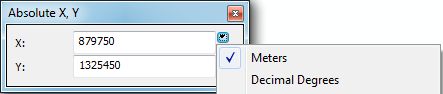 Absolute X, Y
X: 879750
Y: 1325450
Meters
Decimal Degrees